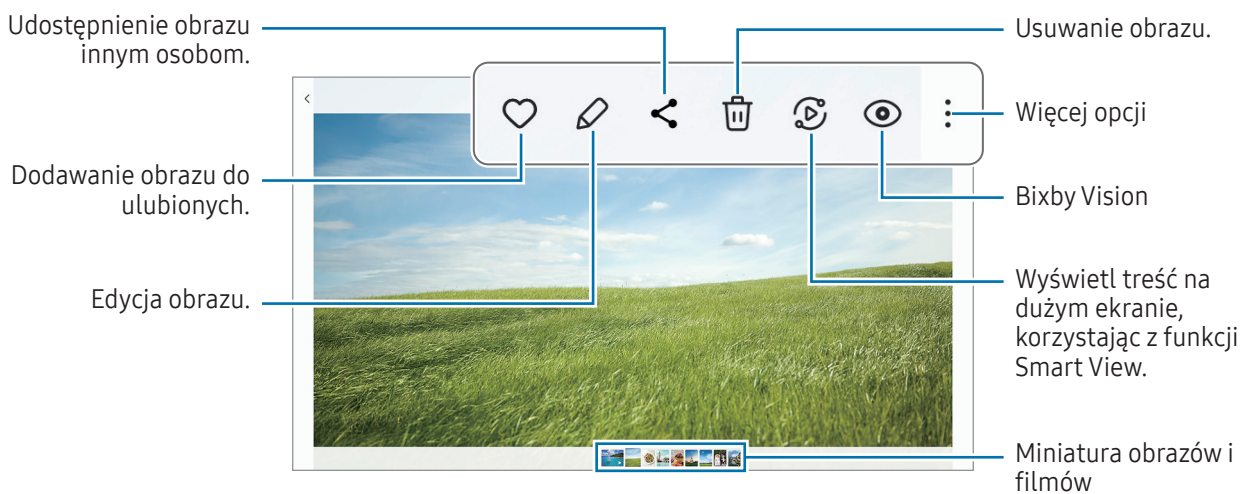 Udostępnienie obrazu
innym osobom.
Dodawanie obrazu do
ulubionych.
Edycja obrazu.
Usuwanie obrazu.
Więcej opcji
Bixby Vision
Wyświetl treść na
dużym ekranie,
korzystając z funkcji
Smart View.
Miniatura obrazów i
filmów